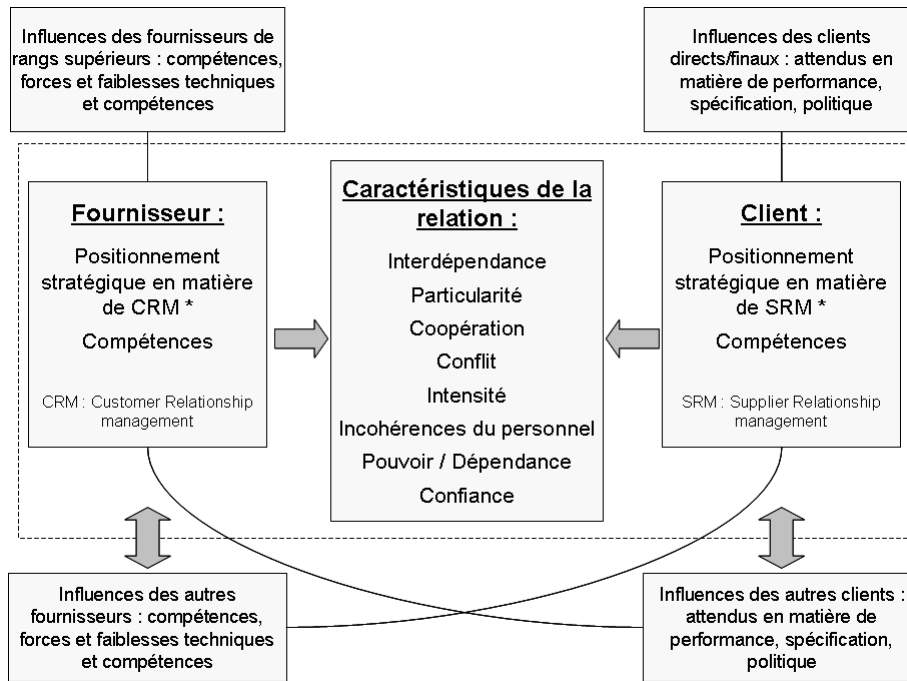 Influences des fournisseurs de
rangs supérieurs : compétences,
forces et faiblesses techniques
et compétences
Influences des clients
directs/finaux : attendus en
matière de performance,
spécification, politique
Fournisseur :
Positionnement
stratégique en matière
de CRM *
Compétences
CRM : Customer Relationship
management
Caractéristiques de la
relation :
Interdépendance
Particularité
Coopération
Conflit
Intensité
Incohérences du personnel
Pouvoir / Dépendance
Confiance
Client :
Positionnement
stratégique en matière
de SRM *
Compétences
SRM : Supplier Relationship
management
Influences des autres
fournisseurs : compétences,
forces et faiblesses techniques
et compétences
Influences des autres clients :
attendus en matière de
performance, spécification,
politique